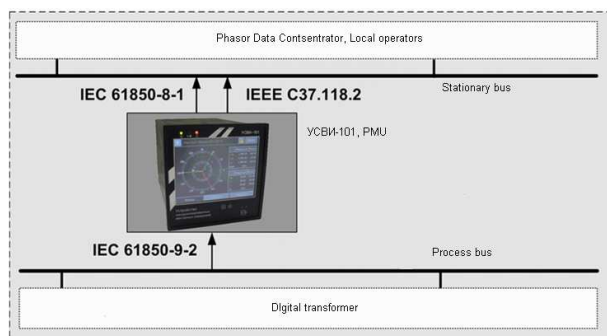 Phasor Data Contsentrator, Local operators
IEC 61850-8-1
IEEE C37.118.2
Stationary bus
УСВИ-101, PMU
IEC 61850-9-2
Process bus
DIgital transformer